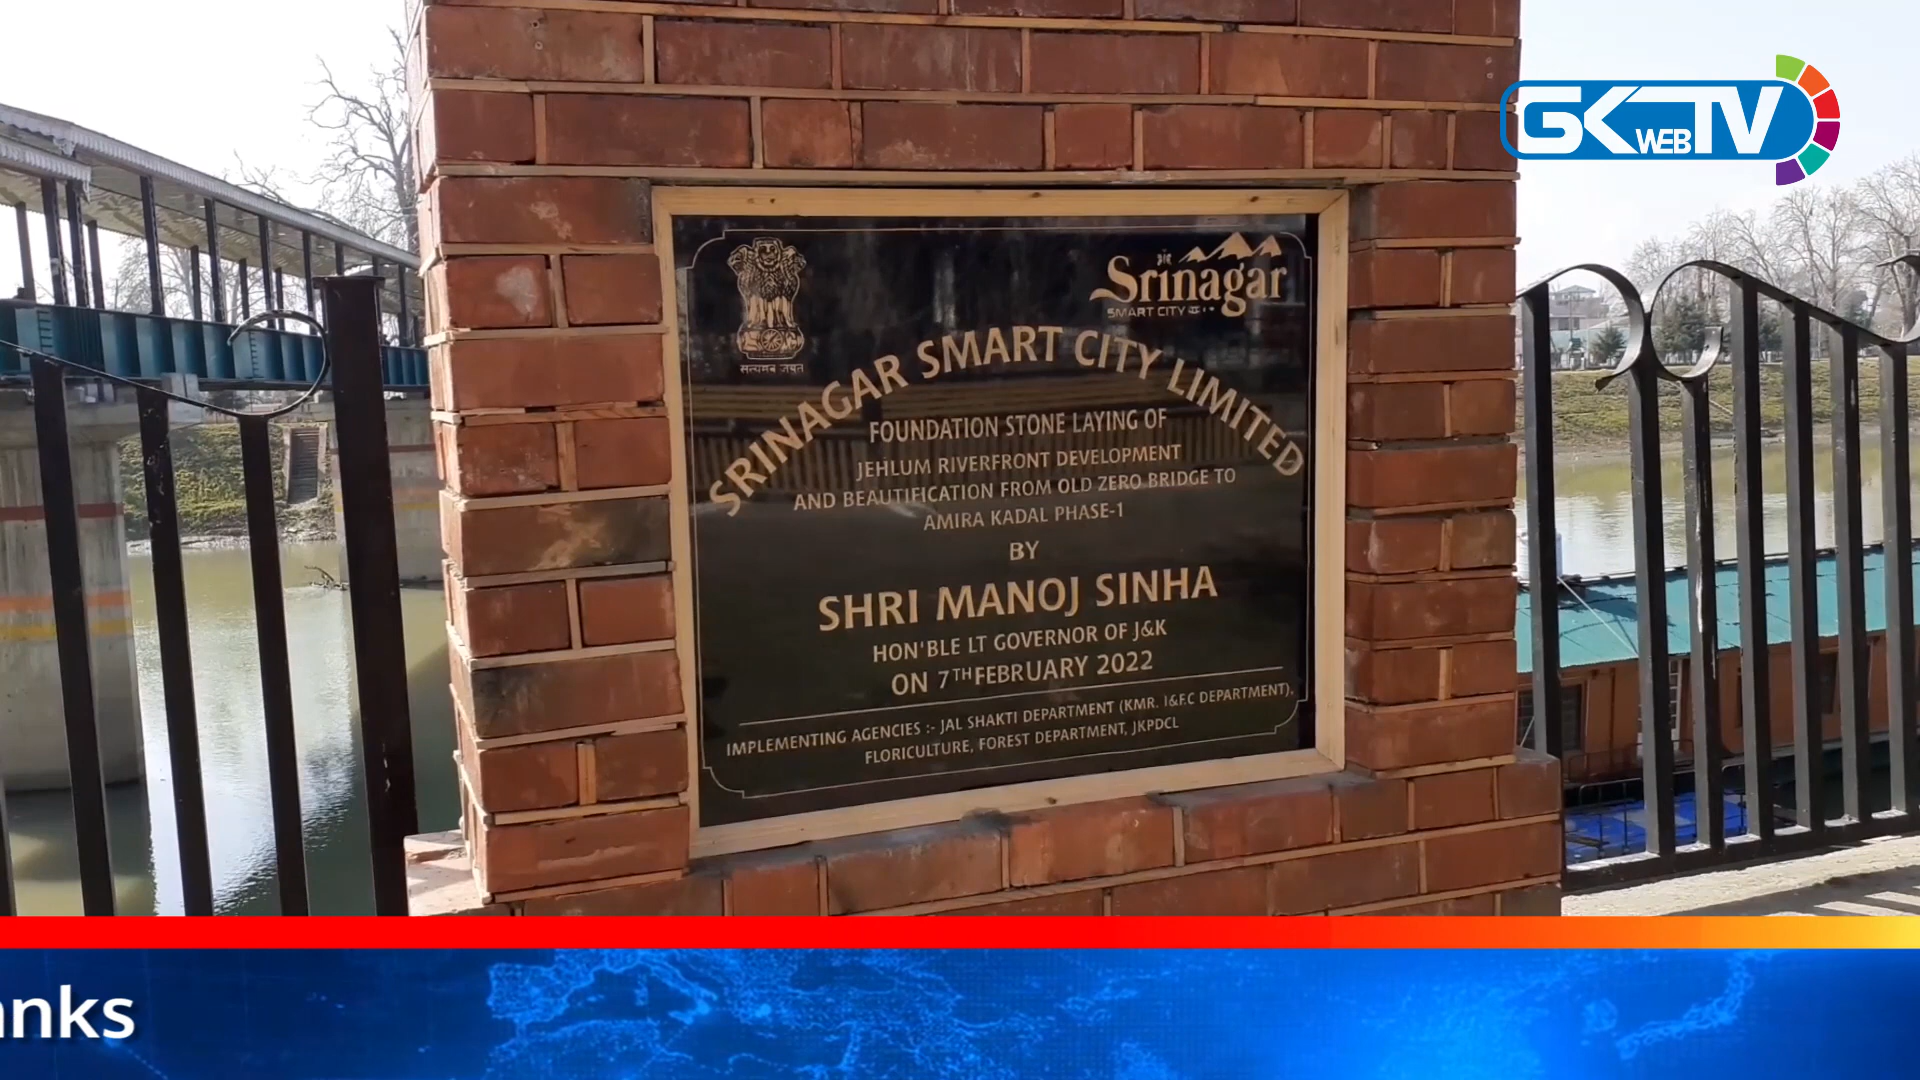 GK WEB TV
सत्यमेव जयते
Srinagar
SMART CITY
SRINAGAR SMART CITY LIMITED
FOUNDATION STONE LAYING OF
JEHLUM RIVERFRONT DEVELOPMENT
AND BEAUTIFICATION FROM OLD ZERO BRIDGE TO
AMIRA KADAL PHASE-1
BY
SHRI MANOJ SINHA
HON'BLE LT GOVERNOR OF J&K
ON 7TH FEBRUARY 2022
IMPLEMENTING AGENCIES :- JAL SHAKTI DEPARTMENT (KMR. I&F.C DEPARTMENT),
FLORICULTURE, FOREST DEPARTMENT, JKPDCL
anks